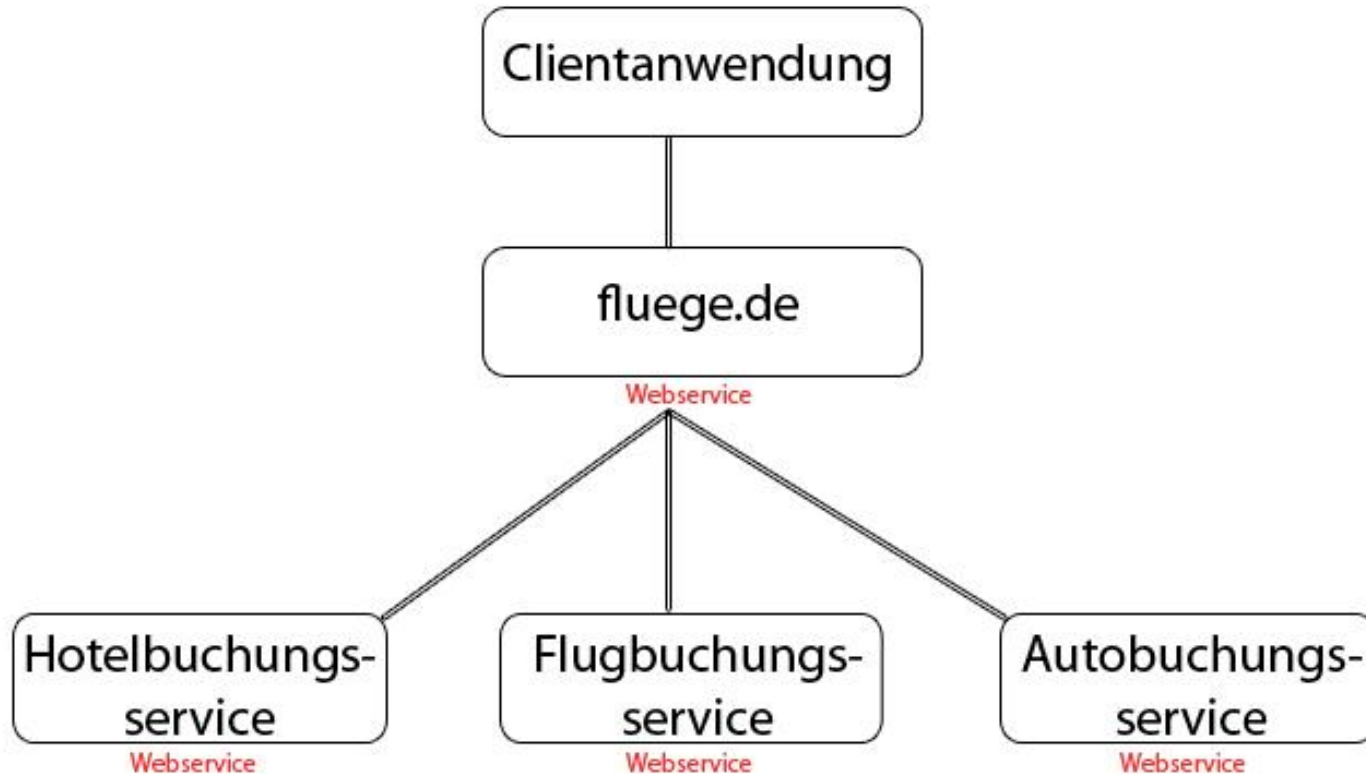 Clientanwendung
fluege.de
Webservice
Hotelbuchungs-
service
Webservice
Flugbuchungs-
service
Webservice
Autobuchungs-
service
Webservice